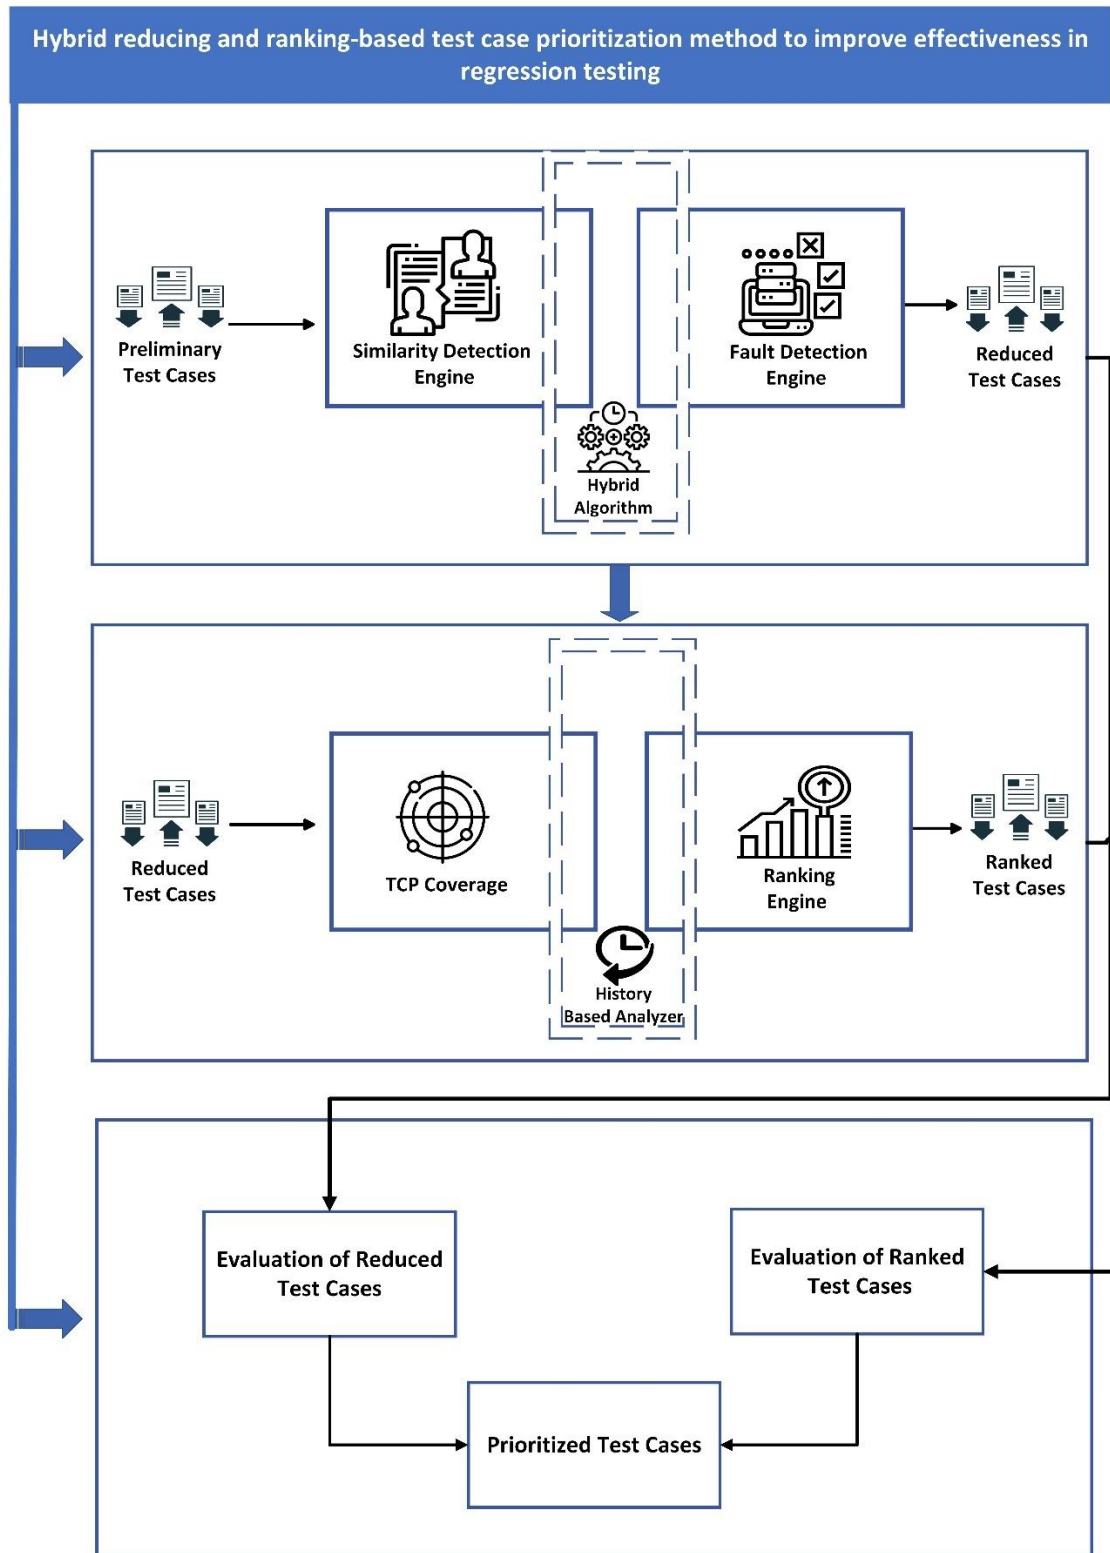 Hybrid reducing and ranking-based test case prioritization method to improve effectiveness in
regression testing
Preliminary
Test Cases
Similarity Detection
Engine
Hybrid
Algorithm
Fault Detection
Engine
Reduced
Test Cases
Reduced
Test Cases
TCP Coverage
History
Based Analyzer
Ranking
Engine
Ranked
Test Cases
Evaluation of Reduced
Test Cases
Evaluation of Ranked
Test Cases
Prioritized Test Cases